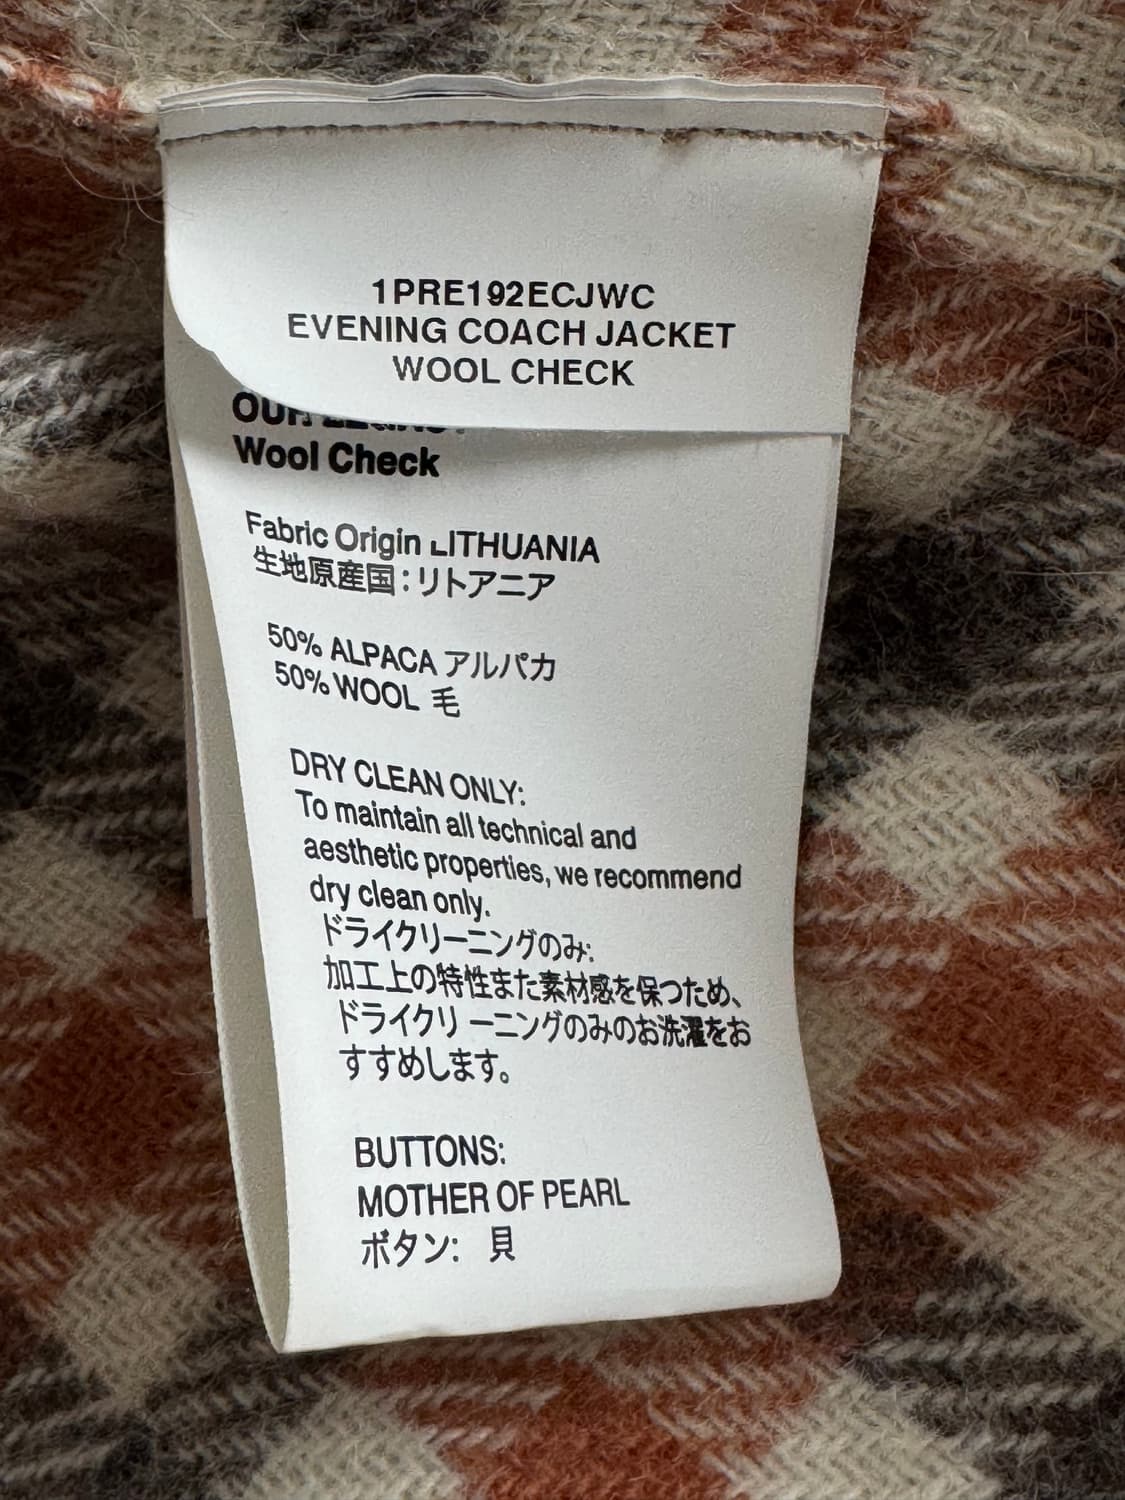 1PRE192ECJWC
EVENING COACH JACKET
WOOL CHECK
Wool Check
Fabric Origin LITHUANIA
生地原産国:リトアニア
50% ALPACA アルパカ
50% WOOL 毛
DRY CLEAN ONLY:
To maintain all technical and
aesthetic properties, we recommend
dry clean only.
ドライクリーニングのみ:
加工上の特性また素材感を保つため、
ドライクリーニングのみのお洗濯をお
すすめします。
BUTTONS:
MOTHER OF PEARL
ボタン: 貝